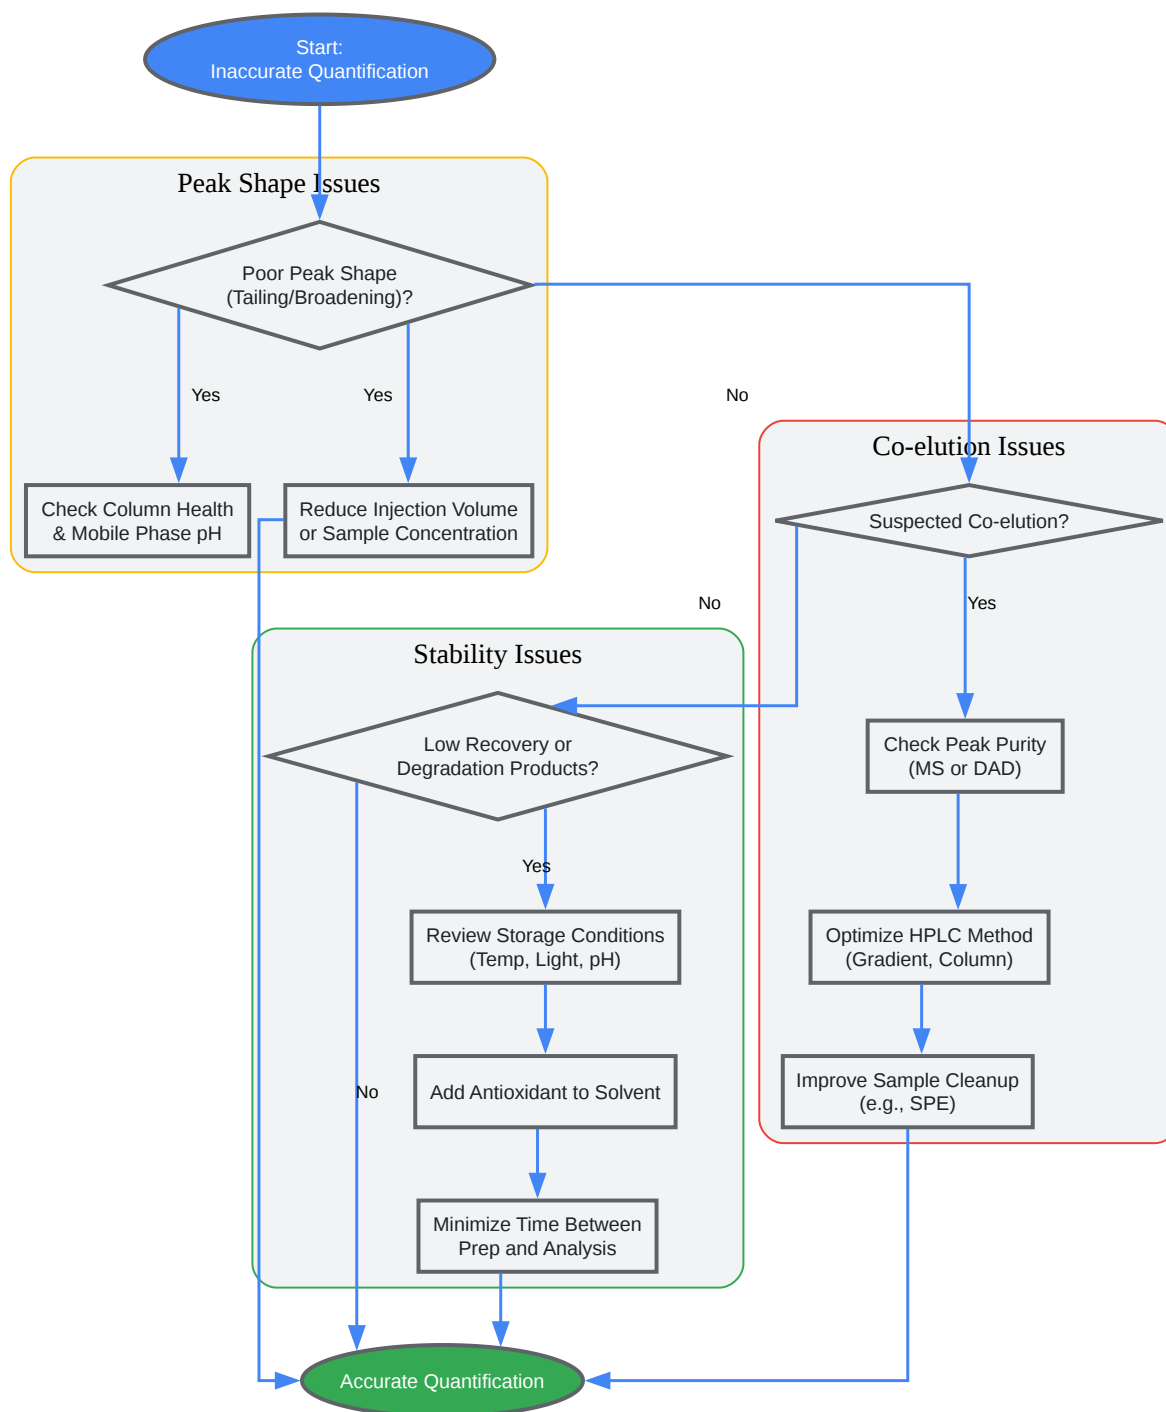 Start:
Inaccurate Quantification
Peak Shape Issues
Poor Peak Shape
(Tailing/Broadening)?
Yes
Yes
No
Check Column Health
& Mobile Phase pH
Reduce Injection Volume
or Sample Concentration
Co-elution Issues
Suspected Co-elution?
No
Yes
Stability Issues
Low Recovery or
Degradation Products?
Check Peak Purity
(MS or DAD)
Yes
Review Storage Conditions
(Temp, Light, pH)
Optimize HPLC Method
(Gradient, Column)
No
Add Antioxidant to Solvent
Improve Sample Cleanup
(e.g., SPE)
Minimize Time Between
Prep and Analysis
Accurate Quantification